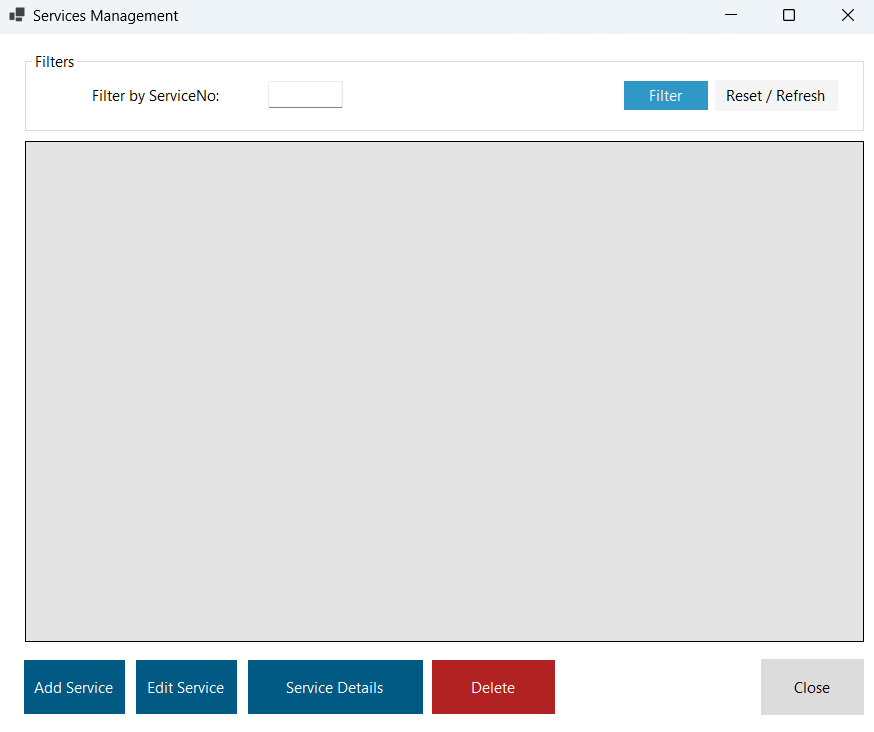 Services Management
Filters
Filter by ServiceNo:
Filter
Reset / Refresh
Add Service
Edit Service
Service Details
Delete
Close